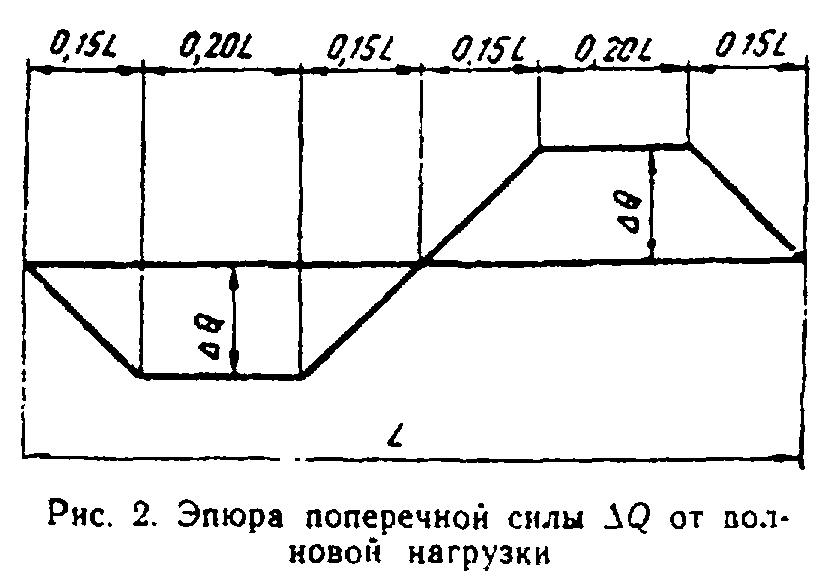 0,15L 0,20L 0,15L 0,15L 0,20L 0,15L
ΔQ
ΔQ
L
Рис. 2. Эпюра поперечной силы ΔQ от вол-
новой нагрузки